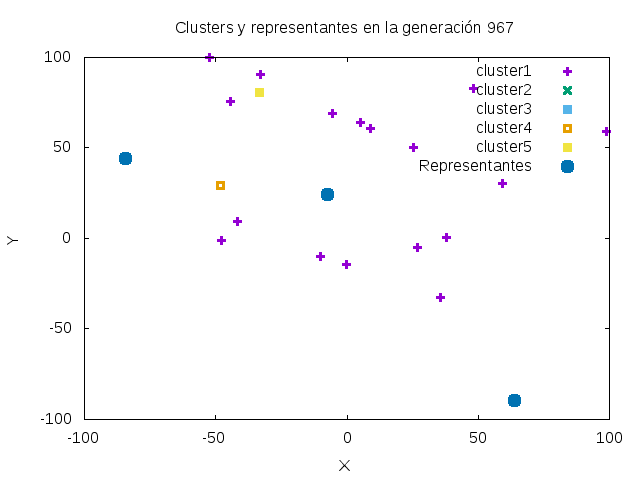 Clusters y representantes en la generación 967
100
50
0
-50
-100
-100
-50
0
50
100
Y
X
cluster1
cluster2
cluster3
cluster4
cluster5
Representantes